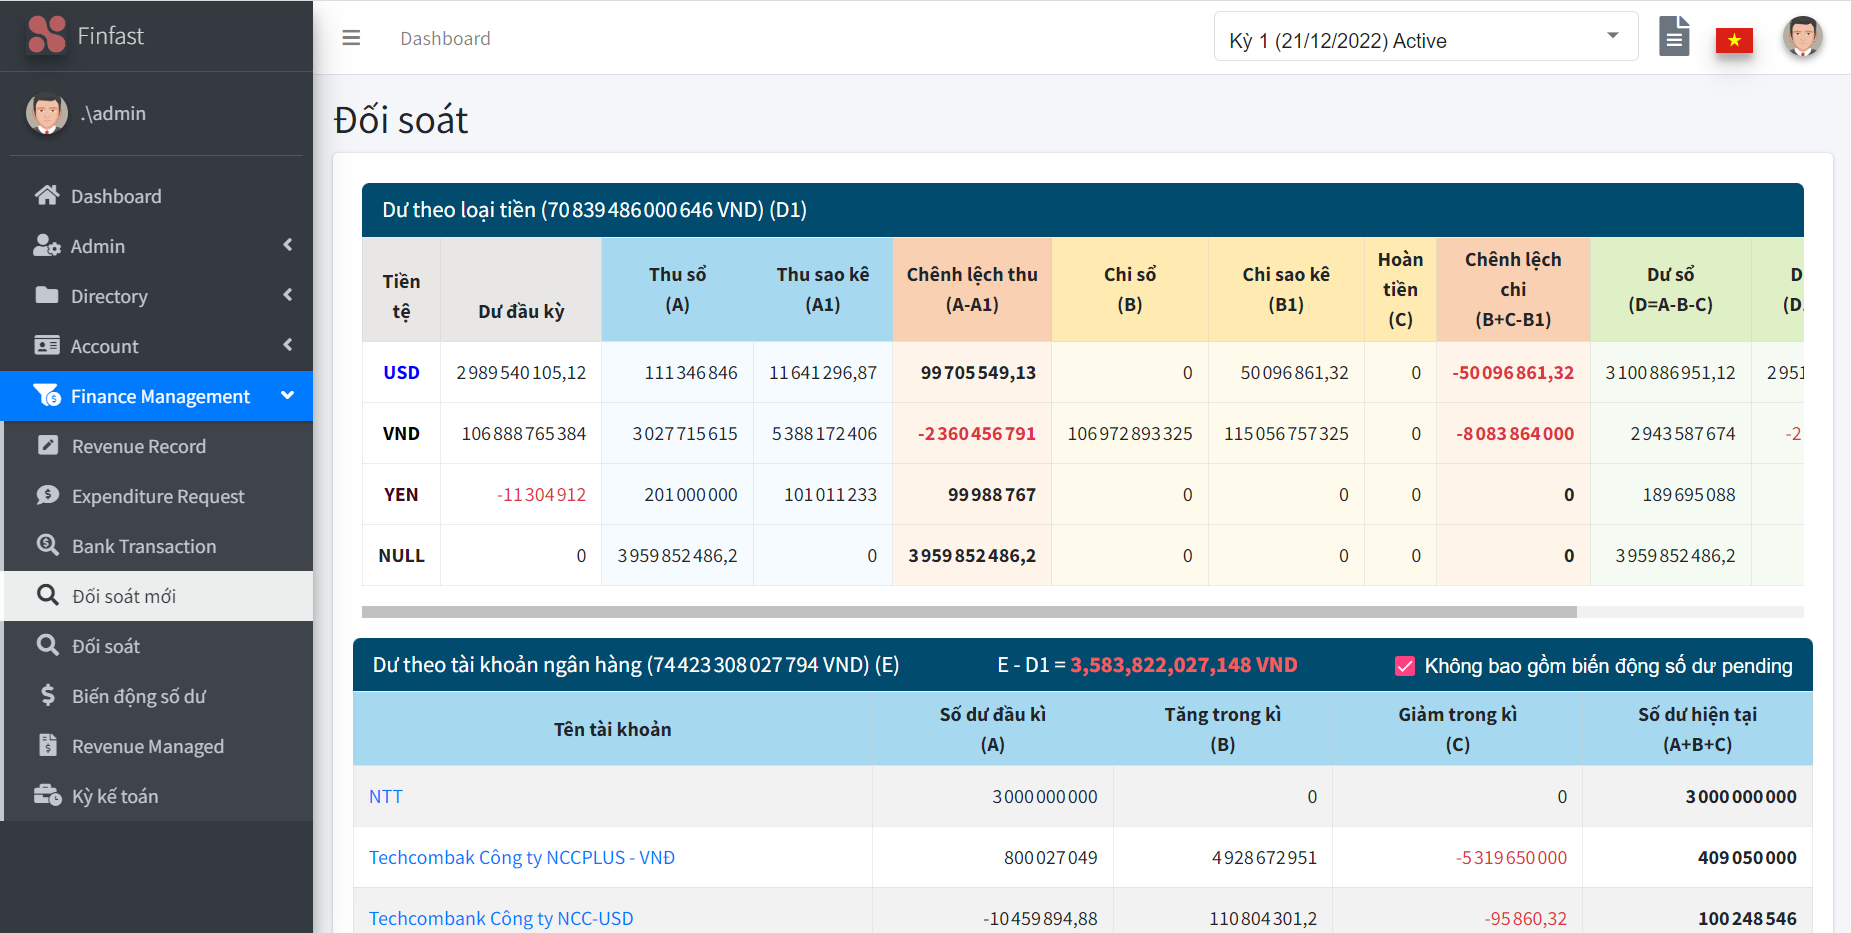 Finfast
Dashboard
Kỳ 1 (21/12/2022) Active
.\admin
Dashboard
Admin
Directory
Account
Finance Management
Revenue Record
Expenditure Request
Bank Transaction
Đối soát mới
Đối soát
Biến động số dư
Revenue Managed
Kỳ kế toán
Đối soát
Dư theo loại tiền (70 839 486 000 646 VND) (D1)
Tiền tệ Dư đầu kỳ Thu sổ (A) Thu sao kê (A1) Chênh lệch thu (A-A1) Chi sổ (B) Chi sao kê (B1) Hoàn tiền (C) Chênh lệch chi (B+C-B1) Dư sổ (D=A-B-C) D (D.
USD 2 989 540 105,12 111 346 846 11 641 296,87 99 705 549,13 0 50 096 861,32 0 -50 096 861,32 3 100 886 951,12 2 951
VND 106 888 765 384 3 027 715 615 5 388 172 406 -2 360 456 791 106 972 893 325 115 056 757 325 0 -8 083 864 000 2 943 587 674 -2
YEN -11 304 912 201 000 000 101 011 233 99 988 767 0 0 0 0 189 695 088
NULL 0 3 959 852 486,2 0 3 959 852 486,2 0 0 0 0 3 959 852 486,2
Dư theo tài khoản ngân hàng (74 423 308 027 794 VND) (E) E - D1 = 3,583,822,027,148 VND Không bao gồm biến động số dư pending
Tên tài khoản Số dư đầu kì (A) Tăng trong kì (B) Giảm trong kì (C) Số dư hiện tại (A+B+C)
NTT 3 000 000 000 0 0 3 000 000 000
Techcombak Công ty NCCPLUS - VNĐ 800 027 049 4 928 672 951 -5 319 650 000 409 050 000
Techcombank Công ty NCC-USD -10 459 894,88 110 804 301,2 -95 860,32 100 248 546